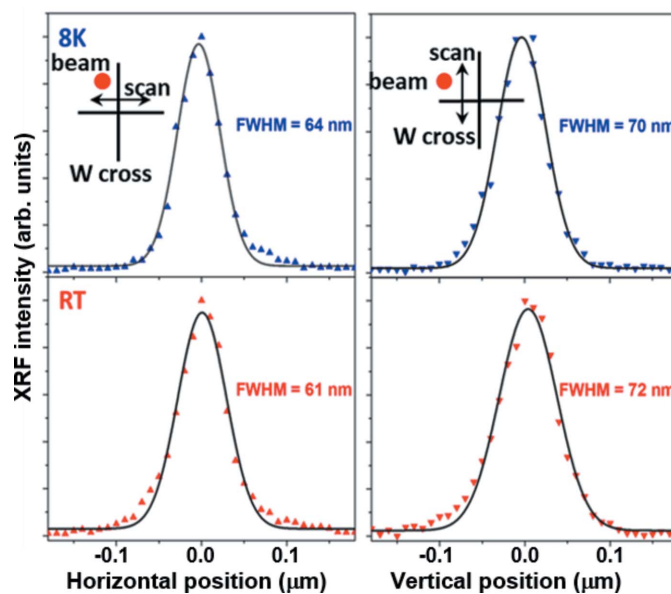 XRF intensity (arb. units)
8K
beam
scan
W cross
FWHM = 64 nm
scan
beam
W cross
FWHM = 70 nm
RT
FWHM = 61 nm
FWHM = 72 nm
-0.1 0.0 0.1
Horizontal position (μm)
-0.1 0.0 0.1
Vertical position (μm)